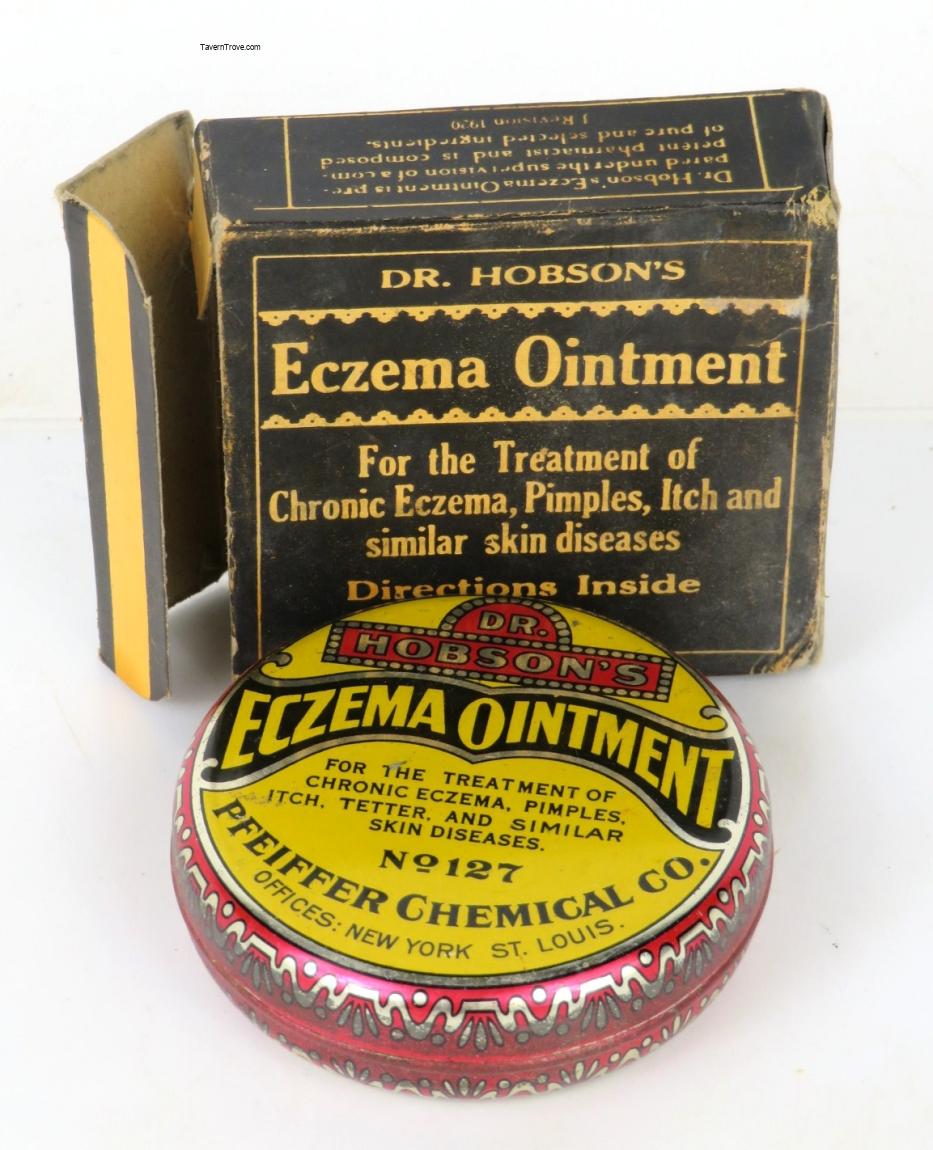 TavernTrove.com
Dr. Hobson's Eczema Ointment is pre-
pared under the supervision of a com-
petent pharmacist and is composed
of pure and selected ingredients.
J Revision 1920
DR. HOBSON'S
Eczema Ointment
For the Treatment of
Chronic Eczema, Pimples, Itch and
similar skin diseases
Directions Inside
DR.
HOBSON'S
ECZEMA OINTMENT
FOR THE TREATMENT OF
CHRONIC ECZEMA, PIMPLES,
ITCH, TETTER, AND SIMILAR
SKIN DISEASES.
No 127
PFEIFFER CHEMICAL CO.
OFFICES: NEW YORK ST. LOUIS.